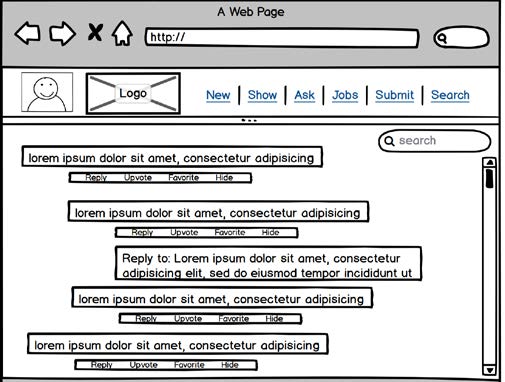 A Web Page
http://
Logo
New Show Ask Jobs Submit Search
search
lorem ipsum dolor sit amet, consectetur adipisicing
Reply Upvote Favorite Hide
lorem ipsum dolor sit amet, consectetur adipisicing
Reply Upvote Favorite Hide
Reply to: Lorem ipsum dolor sit amet, consectetur
adipisicing elit, sed do eiusmod tempor incididunt ut
lorem ipsum dolor sit amet, consectetur adipisicing
Reply Upvote Favorite Hide
lorem ipsum dolor sit amet, consectetur adipisicing
Reply Upvote Favorite Hide